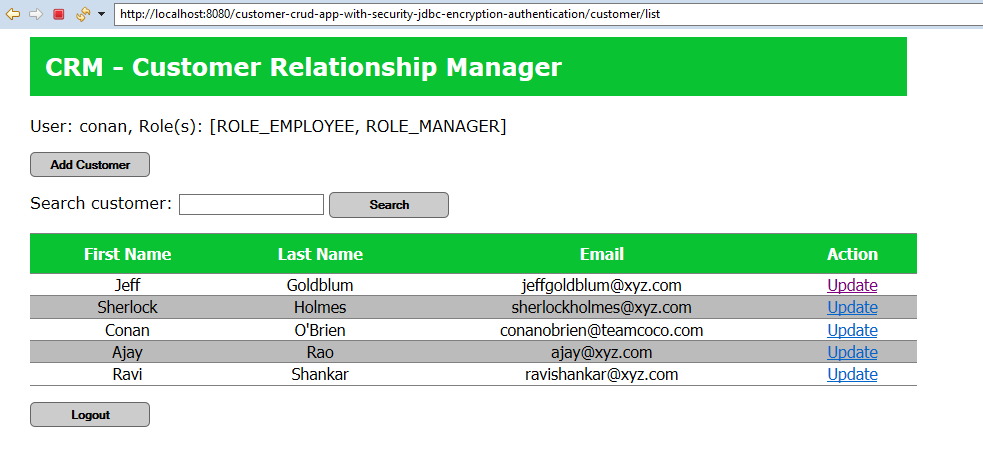 http://localhost:8080/customer-crud-app-with-security-jdbc-encryption-authentication/customer/list
CRM - Customer Relationship Manager
User: conan, Role(s): [ROLE_EMPLOYEE, ROLE_MANAGER]
Add Customer
Search customer: Search
First Name Last Name Email Action
Jeff Goldblum jeffgoldblum@xyz.com Update
Sherlock Holmes sherlockholmes@xyz.com Update
Conan O'Brien conanobrien@teamcoco.com Update
Ajay Rao ajay@xyz.com Update
Ravi Shankar ravishankar@xyz.com Update
Logout